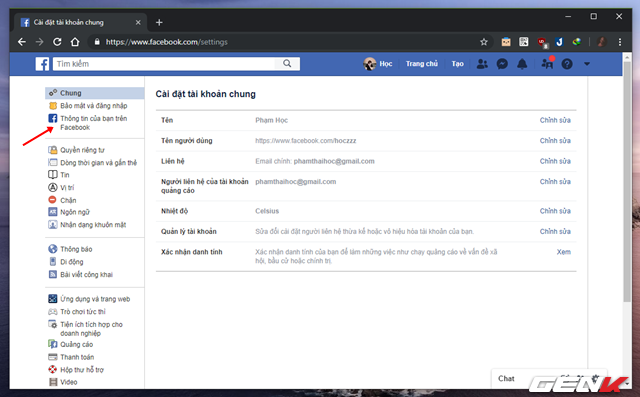 Cài đặt tài khoản chung
https://www.facebook.com/settings
Tìm kiếm
Học
Trang chủ
Tạo
Chung
Bảo mật và đăng nhập
Thông tin của bạn trên
Facebook
Quyền riêng tư
Dòng thời gian và gắn thẻ
Tin
Vị trí
Chặn
Ngôn ngữ
Nhận dạng khuôn mặt
Thông báo
Di động
Bài viết công khai
Ứng dụng và trang web
Trò chơi tức thì
Tiện ích tích hợp cho
doanh nghiệp
Quảng cáo
Thanh toán
Hộp thư hỗ trợ
Video
Cài đặt tài khoản chung
Tên Phạm Học Chỉnh sửa
Tên người dùng https://www.facebook.com/hoczzz Chỉnh sửa
Liên hệ Email chính: phamthaihoc@gmail.com Chỉnh sửa
Người liên hệ của tài khoản phamthaihoc@gmail.com Chỉnh sửa
quảng cáo
Nhiệt độ Celsius Chỉnh sửa
Quản lý tài khoản Sửa đổi cài đặt người liên hệ thừa kế hoặc vô hiệu hóa tài khoản của bạn. Chỉnh sửa
Xác nhận danh tính Xác nhận danh tính của bạn để làm những việc như chạy quảng cáo về vấn đề xã Xem
hội, bầu cử hoặc chính trị.
Chat
GENK